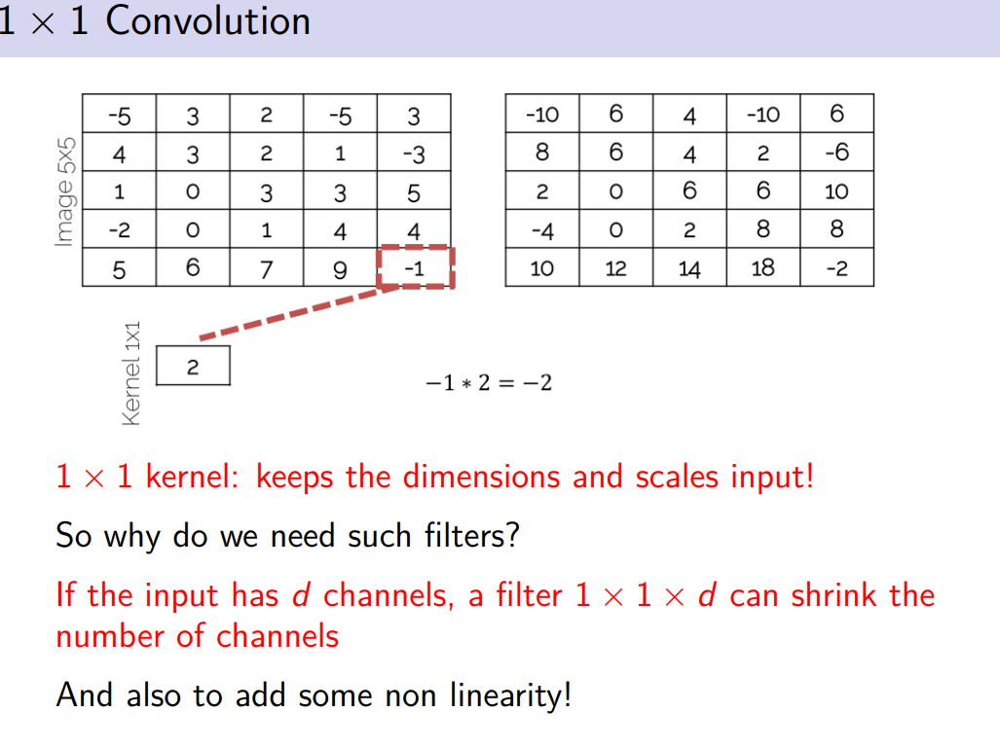 1 × 1 Convolution
Image 5x5
-5 3 2 -5 3
4 3 2 1 -3
1 0 3 3 5
-2 0 1 4 4
5 6 7 9 -1
-10 6 4 -10 6
8 6 4 2 -6
2 0 6 6 10
-4 0 2 8 8
10 12 14 18 -2
Kernel 1x1
2
−1 ∗ 2 = −2
1 × 1 kernel: keeps the dimensions and scales input!
So why do we need such filters?
If the input has d channels, a filter 1 × 1 × d can shrink the
number of channels
And also to add some non linearity!